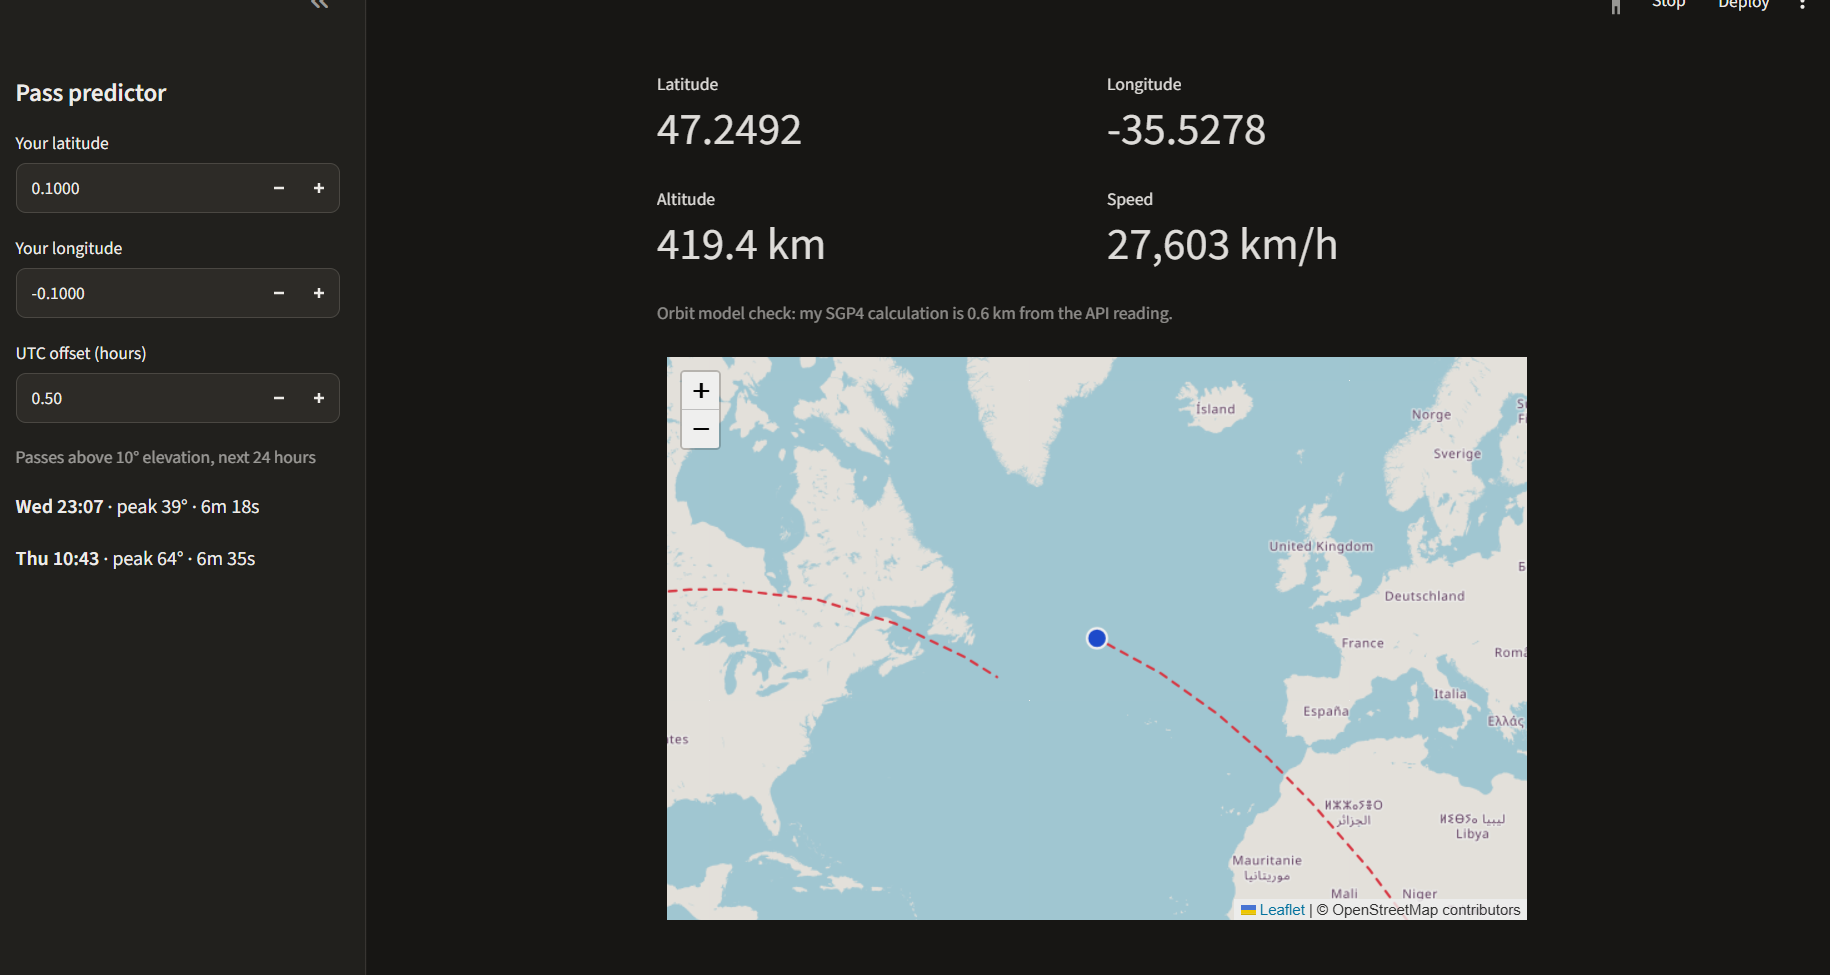 Stop
Deploy
Pass predictor
Your latitude
0.1000
Your longitude
-0.1000
UTC offset (hours)
0.50
Passes above 10° elevation, next 24 hours
Wed 23:07 · peak 39° · 6m 18s
Thu 10:43 · peak 64° · 6m 35s
Latitude
47.2492
Longitude
-35.5278
Altitude
419.4 km
Speed
27,603 km/h
Orbit model check: my SGP4 calculation is 0.6 km from the API reading.
+
−
Ísland
Norge
Sverige
United Kingdom
Deutschland
France
Italia
España
Ελλάς
الجزائر
ليبيا
Libya
Mauritanie
موريتانيا
Mali
Niger
Leaflet | © OpenStreetMap contributors